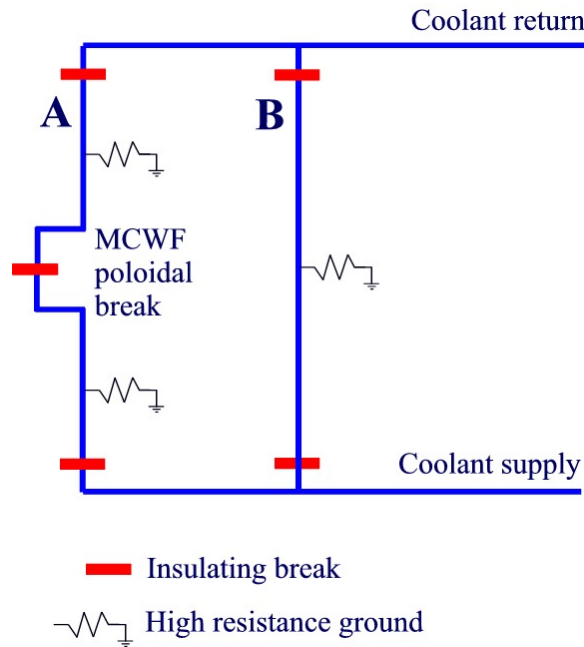 Coolant return
A
B
MCWF
poloidal
break
Coolant supply
Insulating break
High resistance ground